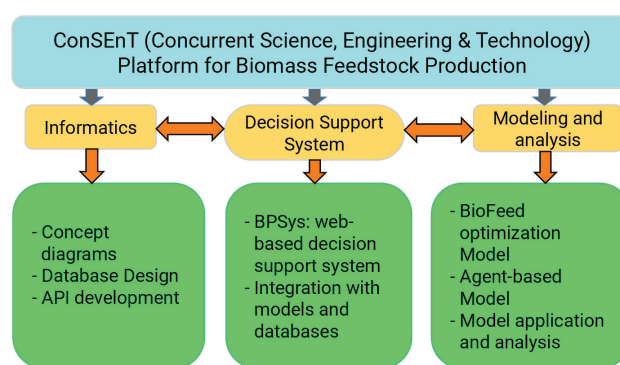 ConSEnT (Concurrent Science, Engineering & Technology)
Platform for Biomass Feedstock Production
Informatics
Decision Support
System
Modeling and
analysis
- Concept
diagrams
- Database Design
- API development
- BPSys: web-
based decision
support system
- Integration with
models and
databases
- BioFeed
optimization
Model
- Agent-based
Model
- Model application
and analysis